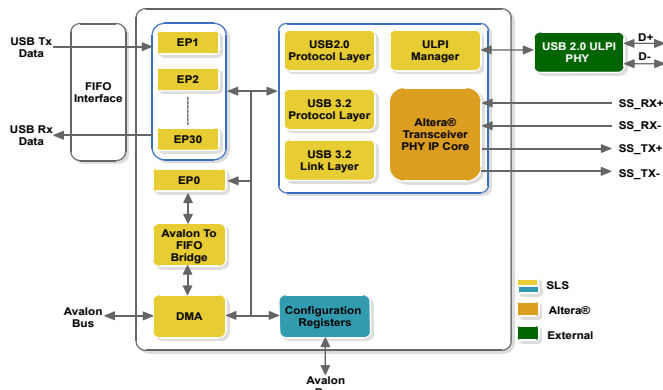 USB Tx
Data
FIFO
Interface
USB Rx
Data
EP1
EP2
EP30
EP0
Avalon To
FIFO
Bridge
DMA
Avalon
Bus
USB2.0
Protocol Layer
USB 3.2
Protocol Layer
USB 3.2
Link Layer
ULPI
Manager
Altera®
Transceiver
PHY IP Core
Configuration
Registers
Avalon
USB 2.0 ULPI
PHY
D+
D-
SS_RX+
SS_RX-
SS_TX+
SS_TX-
SLS
Altera®
External